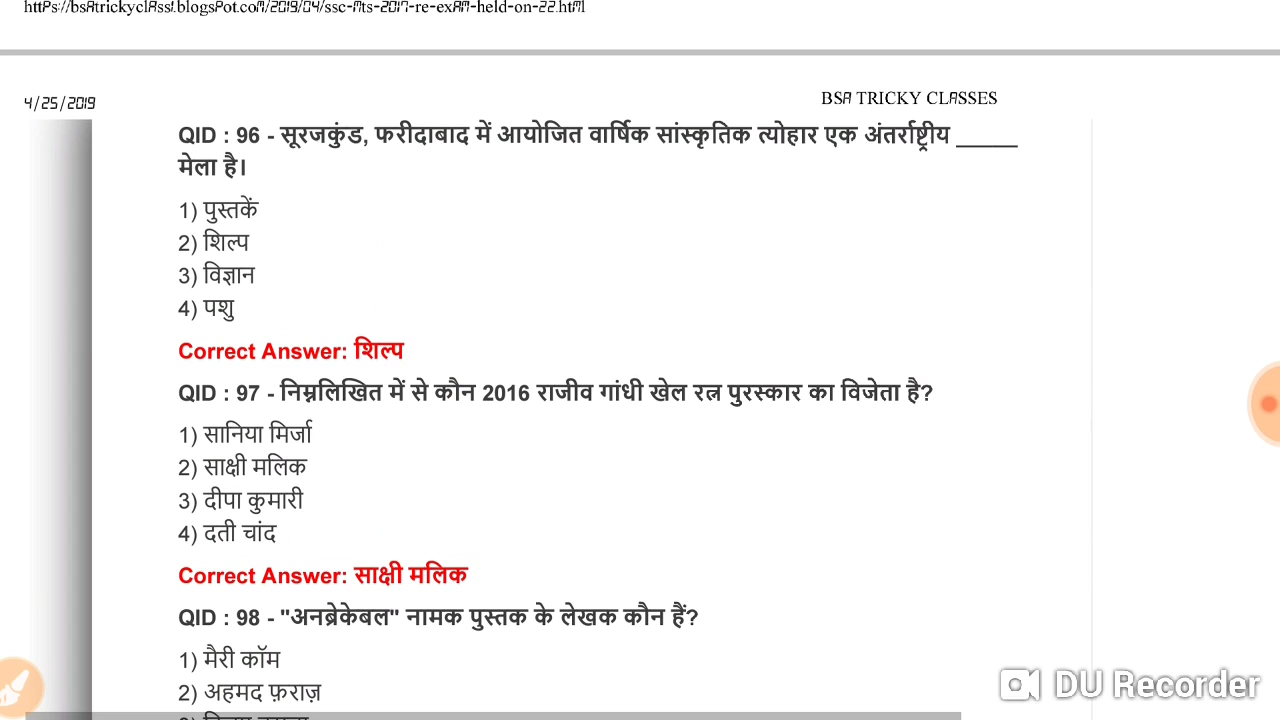 https://bsatrickyclasst.blogspot.com/2019/04/ssc-mts-2017-re-exam-held-on-22.html
4/25/2019
BSA TRICKY CLASSES
QID : 96 - सूरजकुंड, फरीदाबाद में आयोजित वार्षिक सांस्कृतिक त्योहार एक अंतर्राष्ट्रीय _____
मेला है।
1) पुस्तकें
2) शिल्प
3) विज्ञान
4) पशु
Correct Answer: शिल्प
QID : 97 - निम्नलिखित में से कौन 2016 राजीव गांधी खेल रत्न पुरस्कार का विजेता है?
1) सानिया मिर्जा
2) साक्षी मलिक
3) दीपा कुमारी
4) दती चांद
Correct Answer: साक्षी मलिक
QID : 98 - "अनब्रेकेबल" नामक पुस्तक के लेखक कौन हैं?
1) मैरी कॉम
2) अहमद फ़राज़
DU Recorder